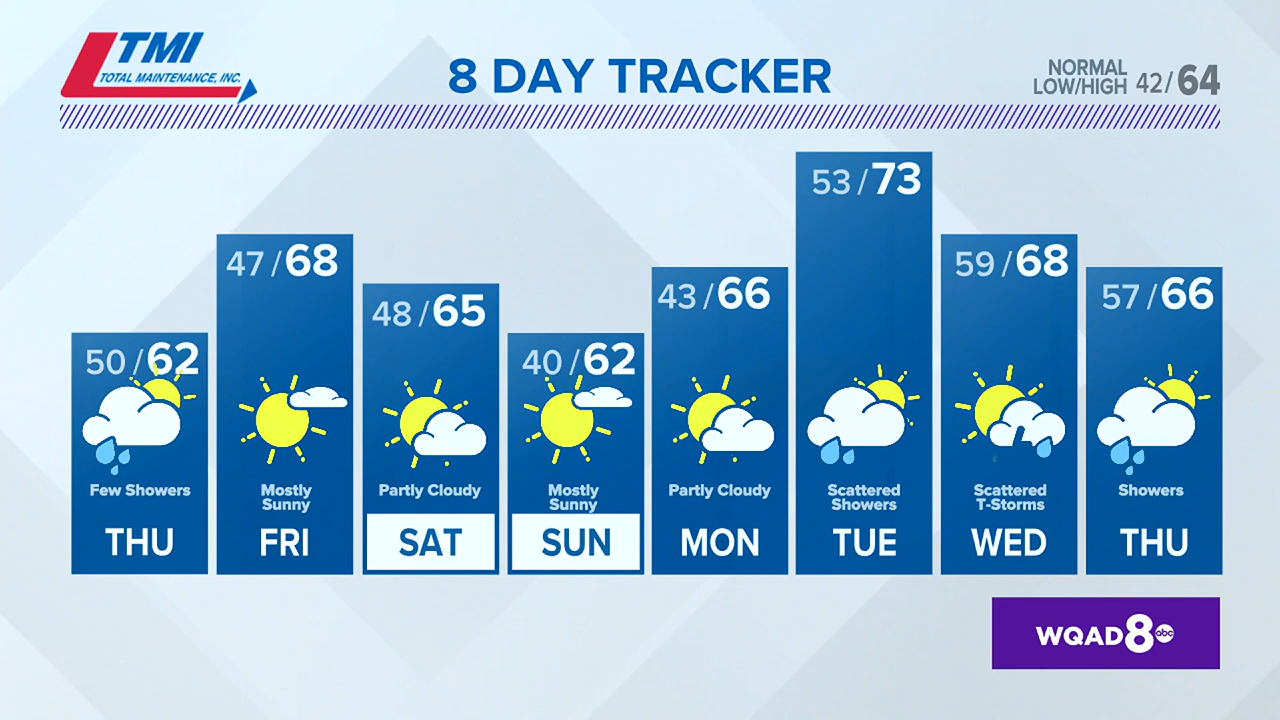 TMI
TOTAL MAINTENANCE, INC.
8 DAY TRACKER
NORMAL
LOW/HIGH 42/64
50/62
Few Showers
THU
47/68
Mostly
Sunny
FRI
48/65
Partly Cloudy
SAT
40/62
Mostly
Sunny
SUN
43/66
Partly Cloudy
MON
53/73
Scattered
Showers
TUE
59/68
Scattered
T-Storms
WED
57/66
Showers
THU
WQAD8 abc